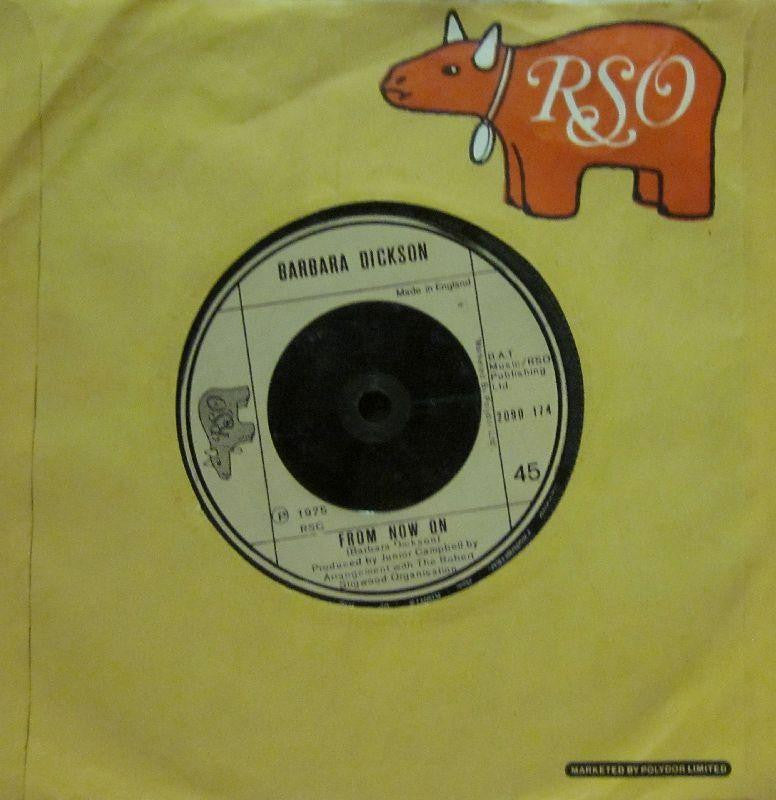 RSO
BARBARA DICKSON
Made in England
RSO
D.A.T.
Music/RSO
Publishing
Ltd.
2090 174
45
Ⓟ 1975
RSO
FROM NOW ON
(Barbara Dickson)
Produced by Junior Campbell by
Arrangement with The Robert
Stigwood Organisation
MARKETED BY POLYDOR LIMITED